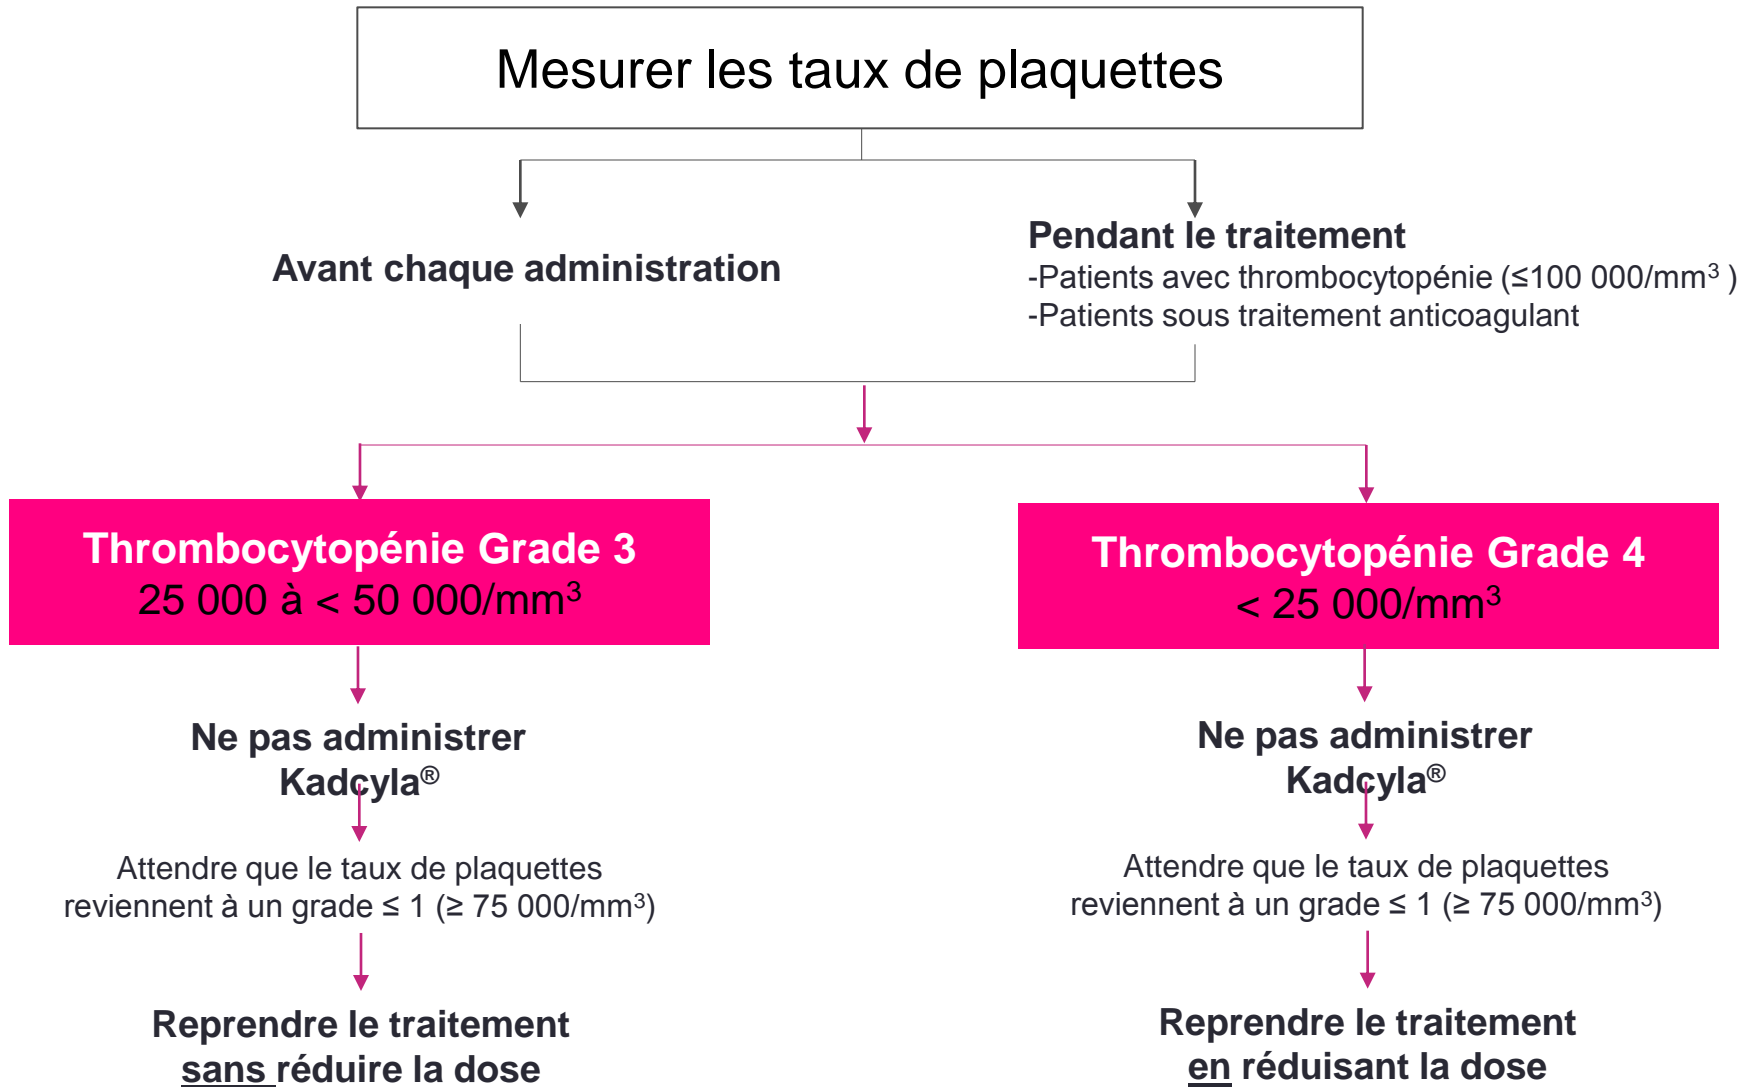 Mesurer les taux de plaquettes
Avant chaque administration
Pendant le traitement
-Patients avec thrombocytopénie (≤100 000/mm³ )
-Patients sous traitement anticoagulant
Thrombocytopénie Grade 3
25 000 à < 50 000/mm³
Ne pas administrer
Kadcyla®
Attendre que le taux de plaquettes
reviennent à un grade ≤ 1 (≥ 75 000/mm³)
Reprendre le traitement
sans réduire la dose
Thrombocytopénie Grade 4
< 25 000/mm³
Ne pas administrer
Kadcyla®
Attendre que le taux de plaquettes
reviennent à un grade ≤ 1 (≥ 75 000/mm³)
Reprendre le traitement
en réduisant la dose